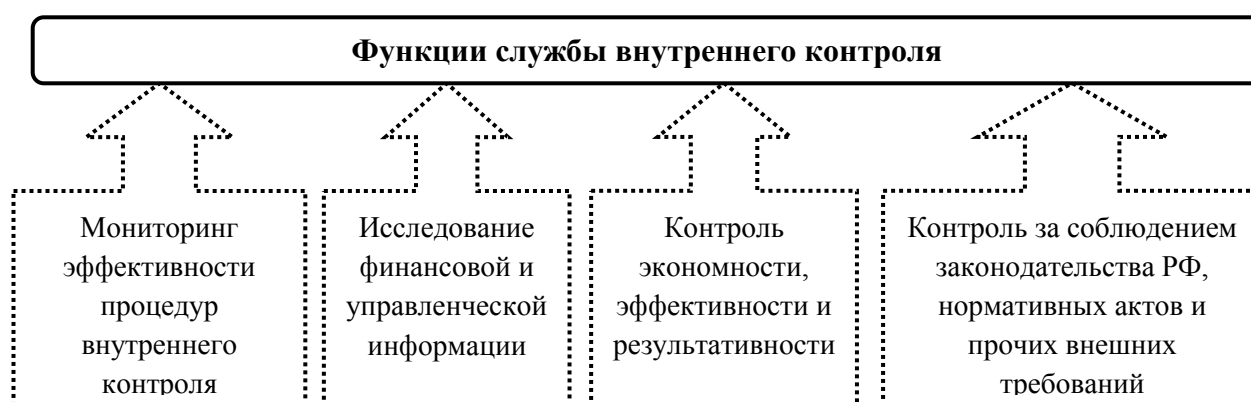 Функции службы внутреннего контроля
Мониторинг
эффективности
процедур
внутреннего
контроля
Исследование
финансовой и
управленческой
информации
Контроль
экономности,
эффективности и
результативности
Контроль за соблюдением
законодательства РФ,
нормативных актов и
прочих внешних
требований